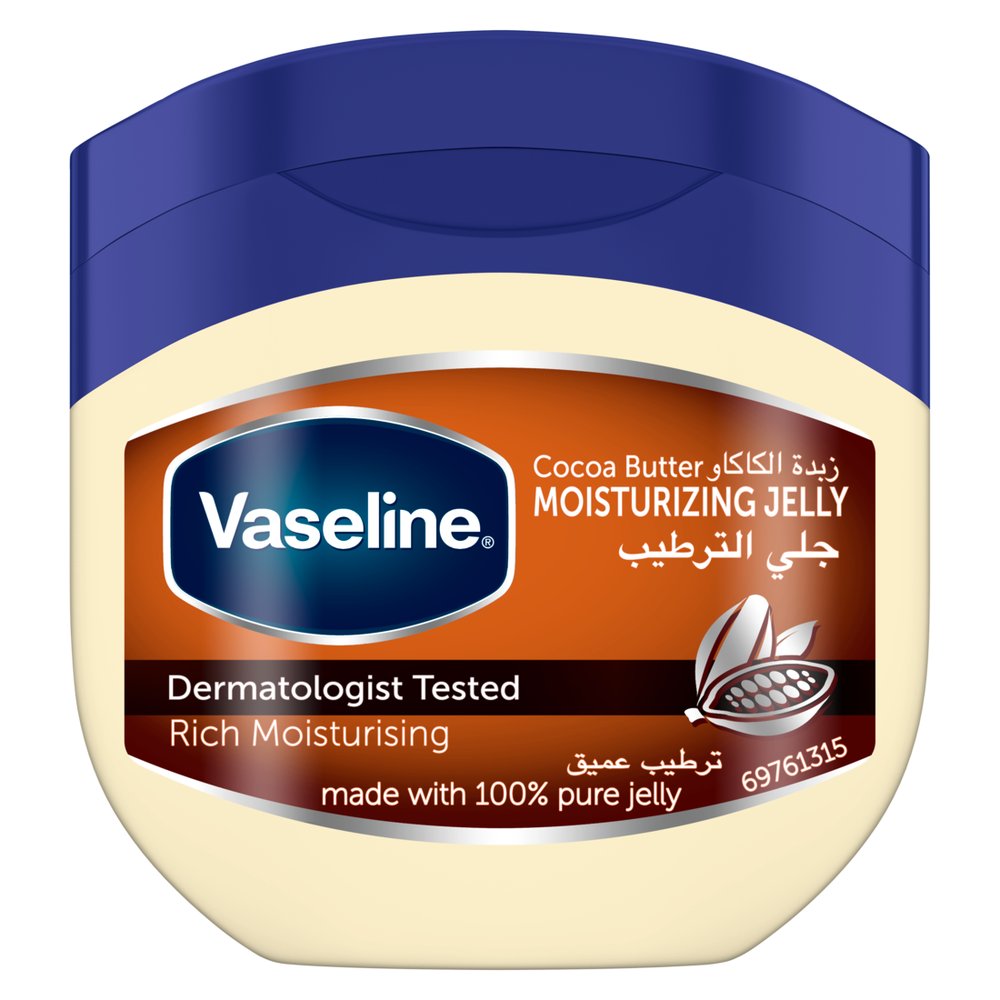 Vaseline®
Cocoa Butter زبدة الكاكاو
MOISTURIZING JELLY
جلي الترطيب
Dermatologist Tested
Rich Moisturising
ترطيب عميق
made with 100% pure jelly
69761315